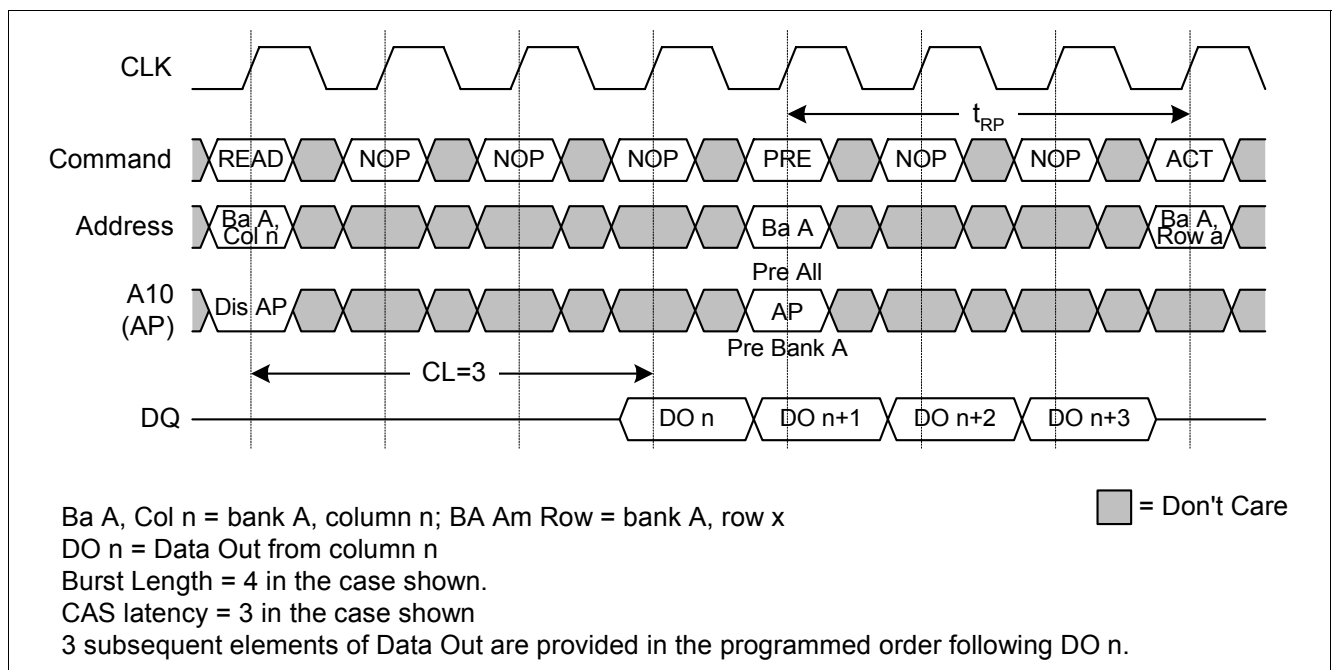 CLK
t_RP
Command READ NOP NOP NOP PRE NOP NOP ACT
Address Ba A, Col n Ba A Ba A, Row a
Pre All
A10 (AP) Dis AP AP
Pre Bank A
CL=3
DQ DO n DO n+1 DO n+2 DO n+3
Ba A, Col n = bank A, column n; BA Am Row = bank A, row x
= Don't Care
DO n = Data Out from column n
Burst Length = 4 in the case shown.
CAS latency = 3 in the case shown
3 subsequent elements of Data Out are provided in the programmed order following DO n.